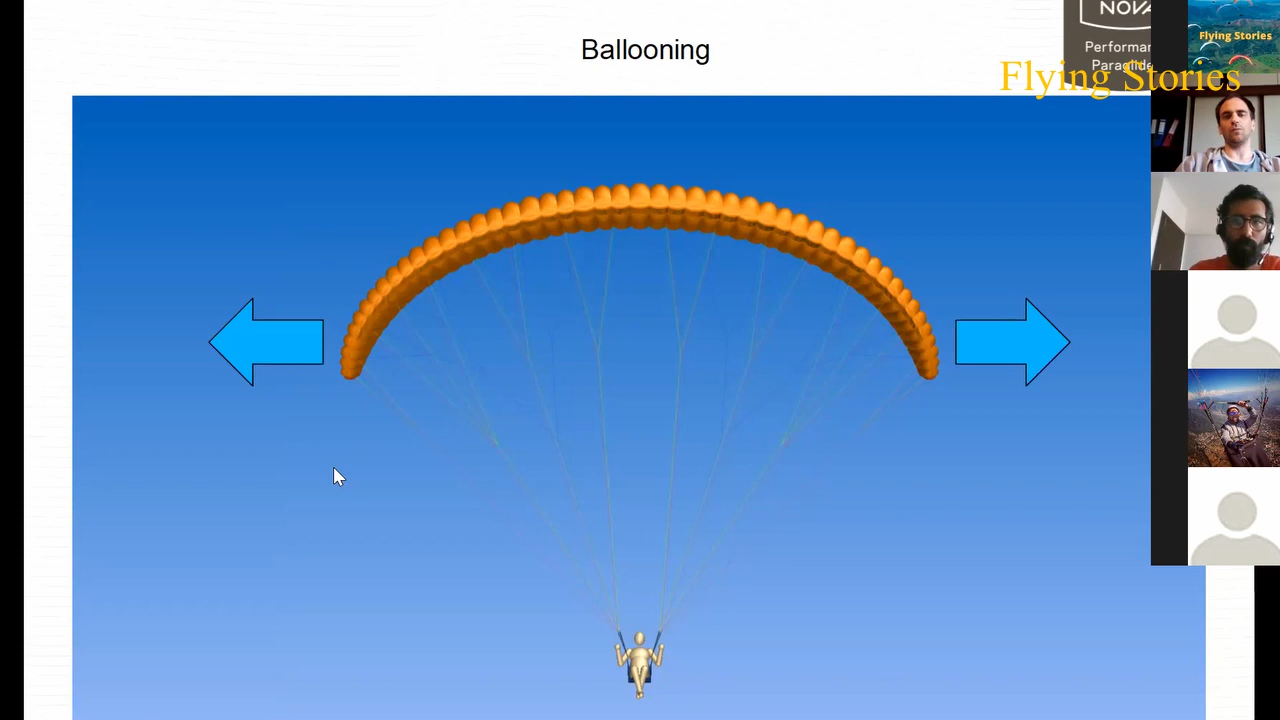 Ballooning
NOVA
Flying Stories
Performan
Paraglide
Flying Stories